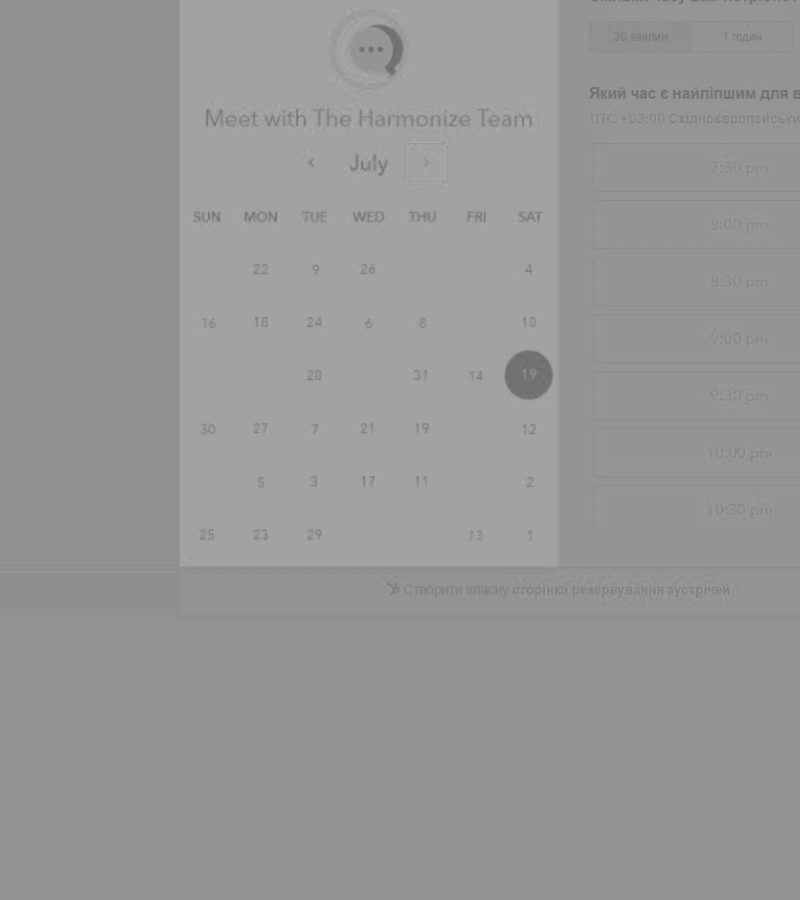 30 хвилин 1 годин
Meet with The Harmonize Team
‹ July ›
SUN MON TUE WED THU FRI SAT
22 9 26 4
16 18 24 6 8 10
20 31 14 19
30 27 7 21 19 12
5 3 17 11 2
25 23 29 13 1
Який час є найліпшим для в
UTC +03:00 Східноєвропейськи
7:30 pm
8:00 pm
8:30 pm
9:00 pm
9:30 pm
10:00 pm
10:30 pm
Створити власну сторінка резервування зустрічей